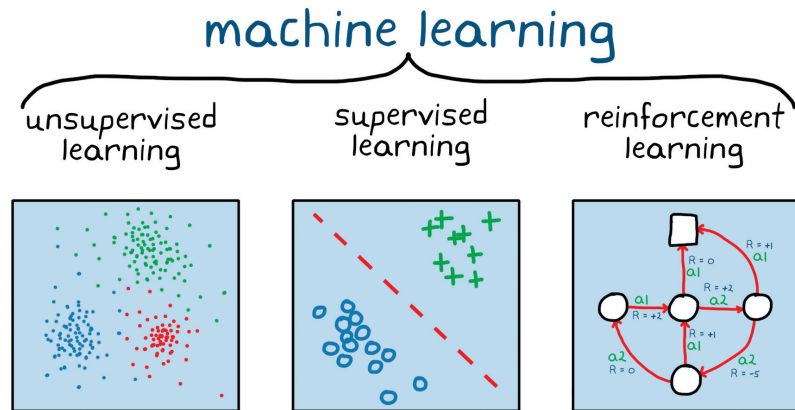 machine learning
unsupervised
learning
supervised
learning
reinforcement
learning
R = 0
a1
R = +1
a1
a1
R = +2
R = +2
a2
R = +1
a1
a2
R = 0
a2
R = -5